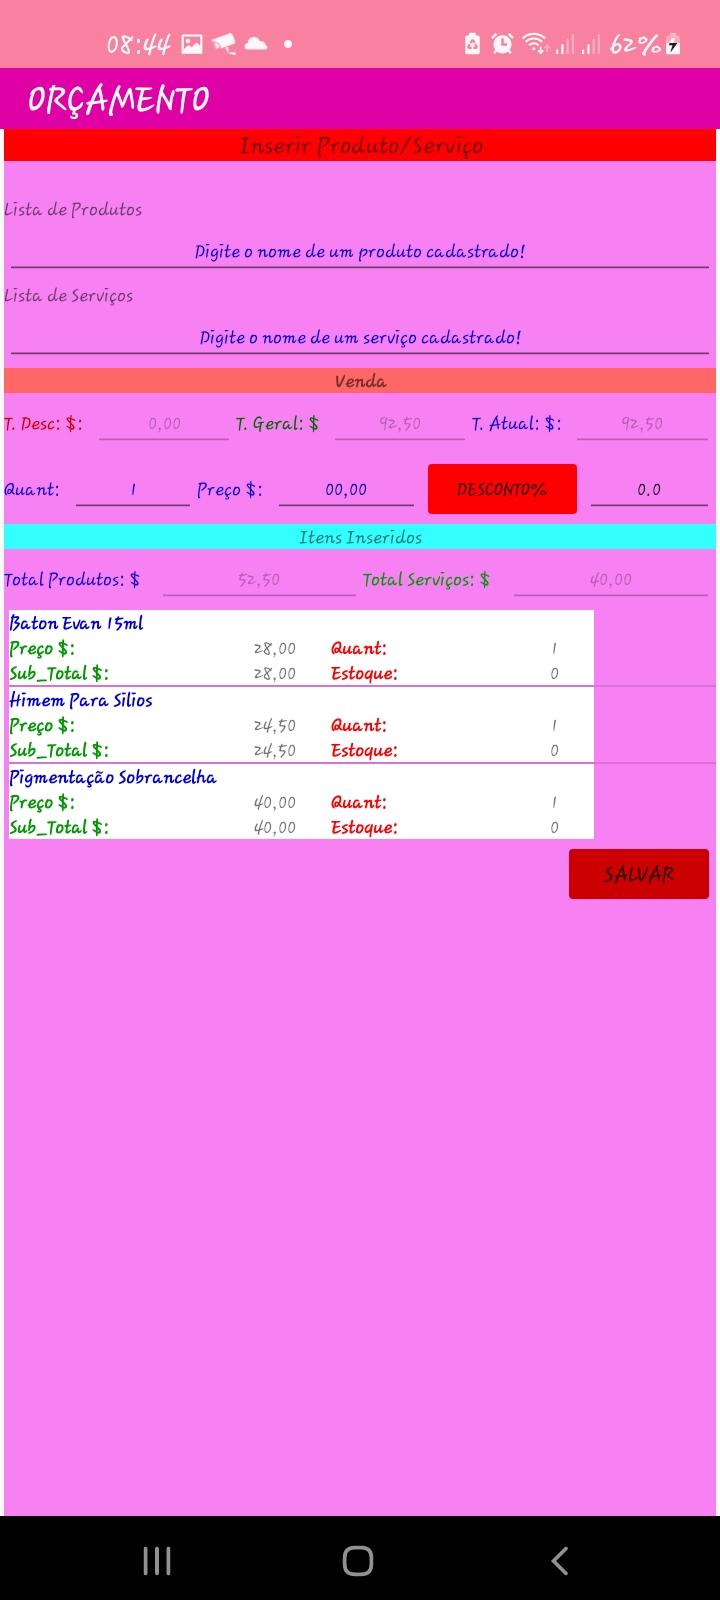 08:44 62%
ORÇAMENTO
Inserir Produto/Serviço
Lista de Produtos
Digite o nome de um produto cadastrado!
Lista de Serviços
Digite o nome de um serviço cadastrado!
Venda
T. Desc: $: 0,00 T. Geral: $ 92,50 T. Atual: $: 92,50
Quant: 1 Preço $: 00,00 DESCONTO% 0.0
Itens Inseridos
Total Produtos: $ 52,50 Total Serviços: $ 40,00
Baton Evan 15ml
Preço $: 28,00 Quant: 1
Sub_Total $: 28,00 Estoque: 0
Himem Para Silios
Preço $: 24,50 Quant: 1
Sub_Total $: 24,50 Estoque: 0
Pigmentação Sobrancelha
Preço $: 40,00 Quant: 1
Sub_Total $: 40,00 Estoque: 0
SALVAR